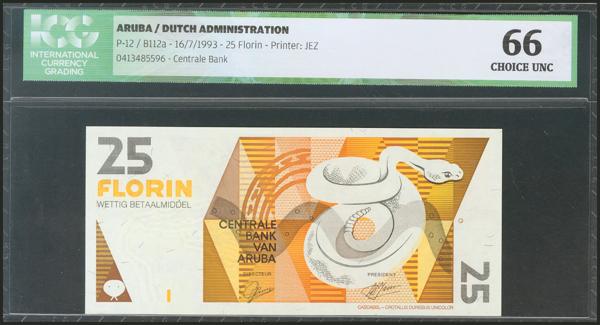 ICG
INTERNATIONAL
CURRENCY
GRADING
ARUBA / DUTCH ADMINISTRATION
P-12 / B112a - 16/7/1993 - 25 Florin - Printer: JEZ
0413485596 - Centrale Bank
66
CHOICE UNC
25
FLORIN
WETTIG BETAALMIDDEL
CENTRALE
BANK
VAN
ARUBA
DIRECTEUR
PRESIDENT
25
CASCABEL - CROTALUS DURISSUS UNICOLOR